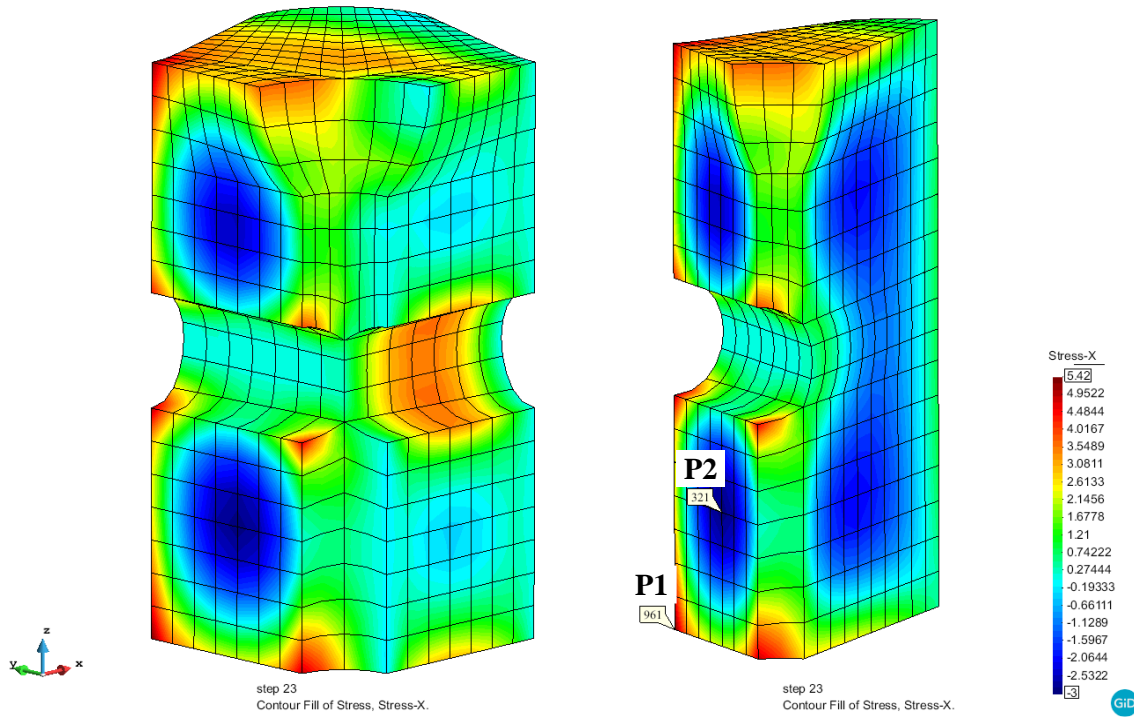 P2
321
P1
961
z
y
x
step 23
Contour Fill of Stress, Stress-X.
step 23
Contour Fill of Stress, Stress-X.
Stress-X
5.42
4.9522
4.4844
4.0167
3.5489
3.0811
2.6133
2.1456
1.6778
1.21
0.74222
0.27444
-0.19333
-0.66111
-1.1289
-1.5967
-2.0644
-2.5322
-3
GiD